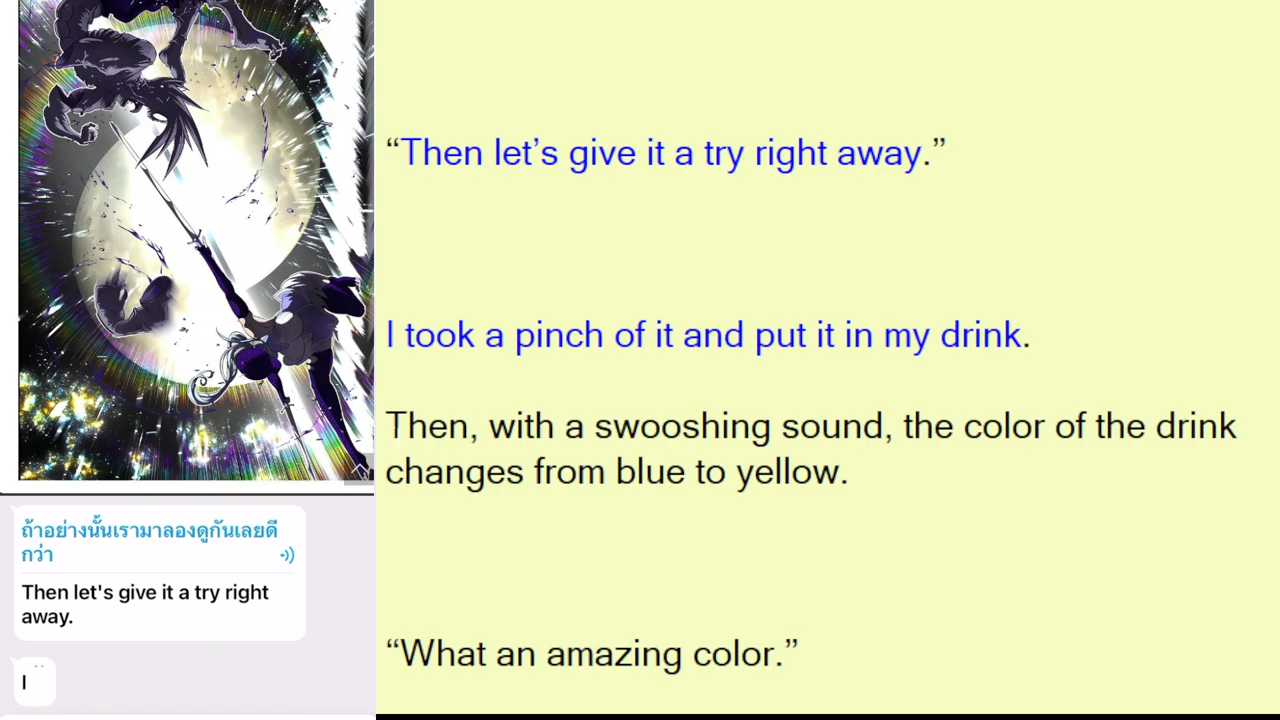 “Then let’s give it a try right away.”
I took a pinch of it and put it in my drink.
Then, with a swooshing sound, the color of the drink
changes from blue to yellow.
“What an amazing color.”
ถ้าอย่างนั้นเรามาลองดูกันเลยดี
กว่า
Then let's give it a try right
away.
I